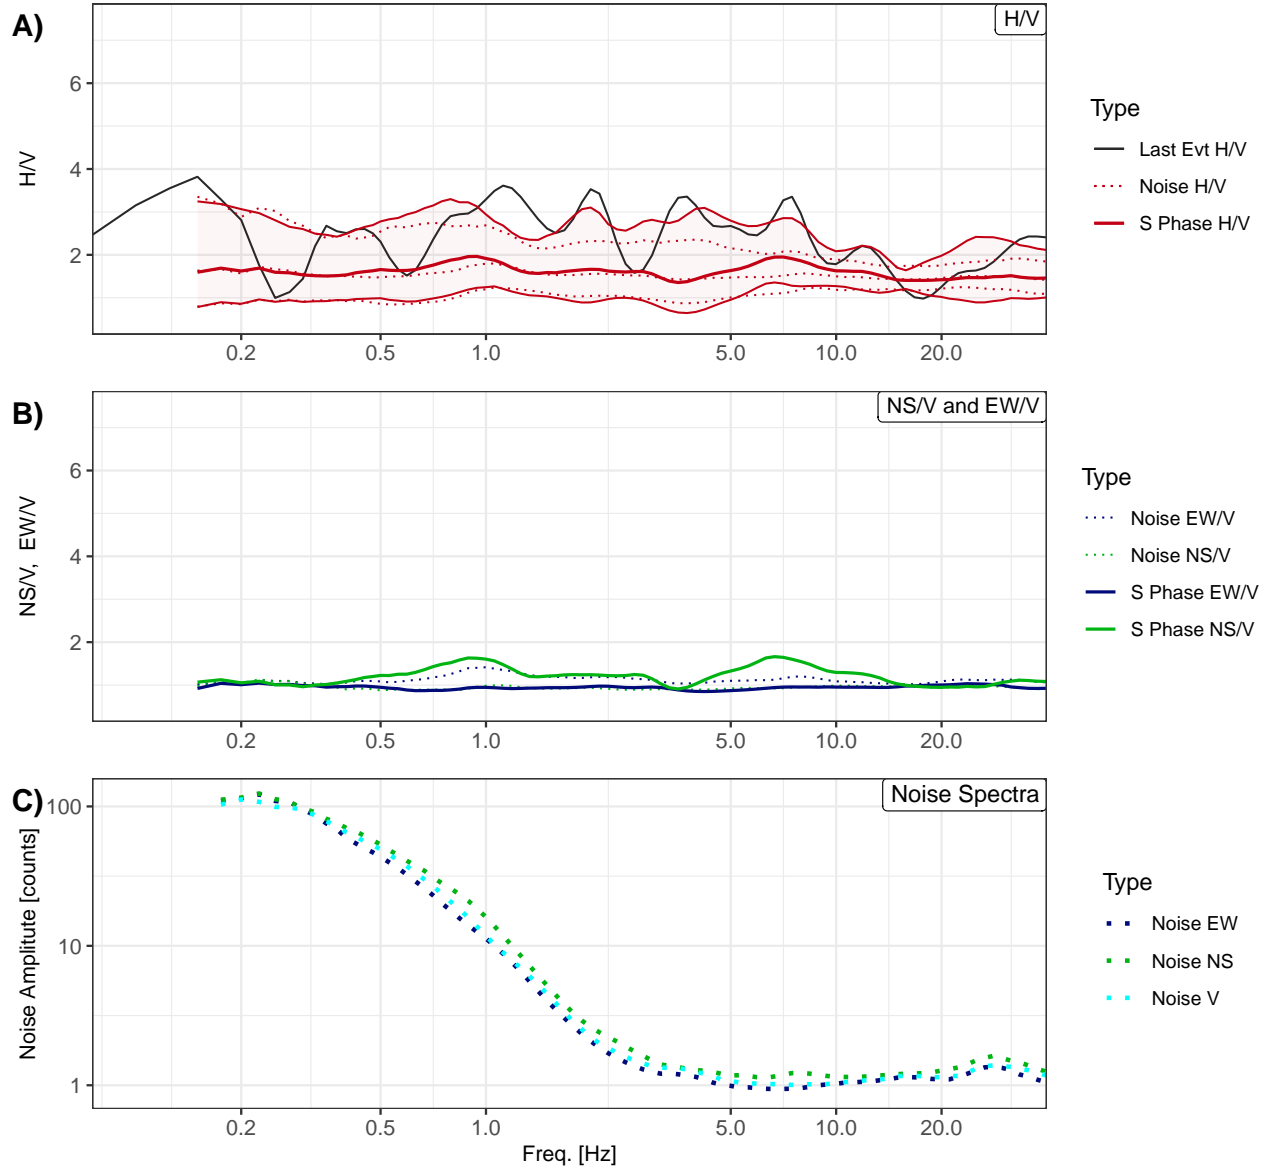 A)
H/V
6
4
2
H/V
0.2 0.5 1.0 5.0 10.0 20.0
Type
Last Evt H/V
Noise H/V
S Phase H/V
B)
NS/V and EW/V
6
4
2
NS/V, EW/V
0.2 0.5 1.0 5.0 10.0 20.0
Type
Noise EW/V
Noise NS/V
S Phase EW/V
S Phase NS/V
C)
Noise Spectra
100
10
1
Noise Amplitute [counts]
0.2 0.5 1.0 5.0 10.0 20.0
Freq. [Hz]
Type
Noise EW
Noise NS
Noise V